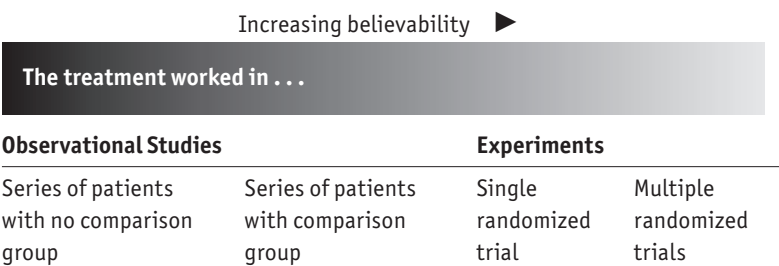 Increasing believability ►
The treatment worked in . . .
Observational Studies Experiments
Series of patients Series of patients Single Multiple
with no comparison with comparison randomized randomized
group group trial trials